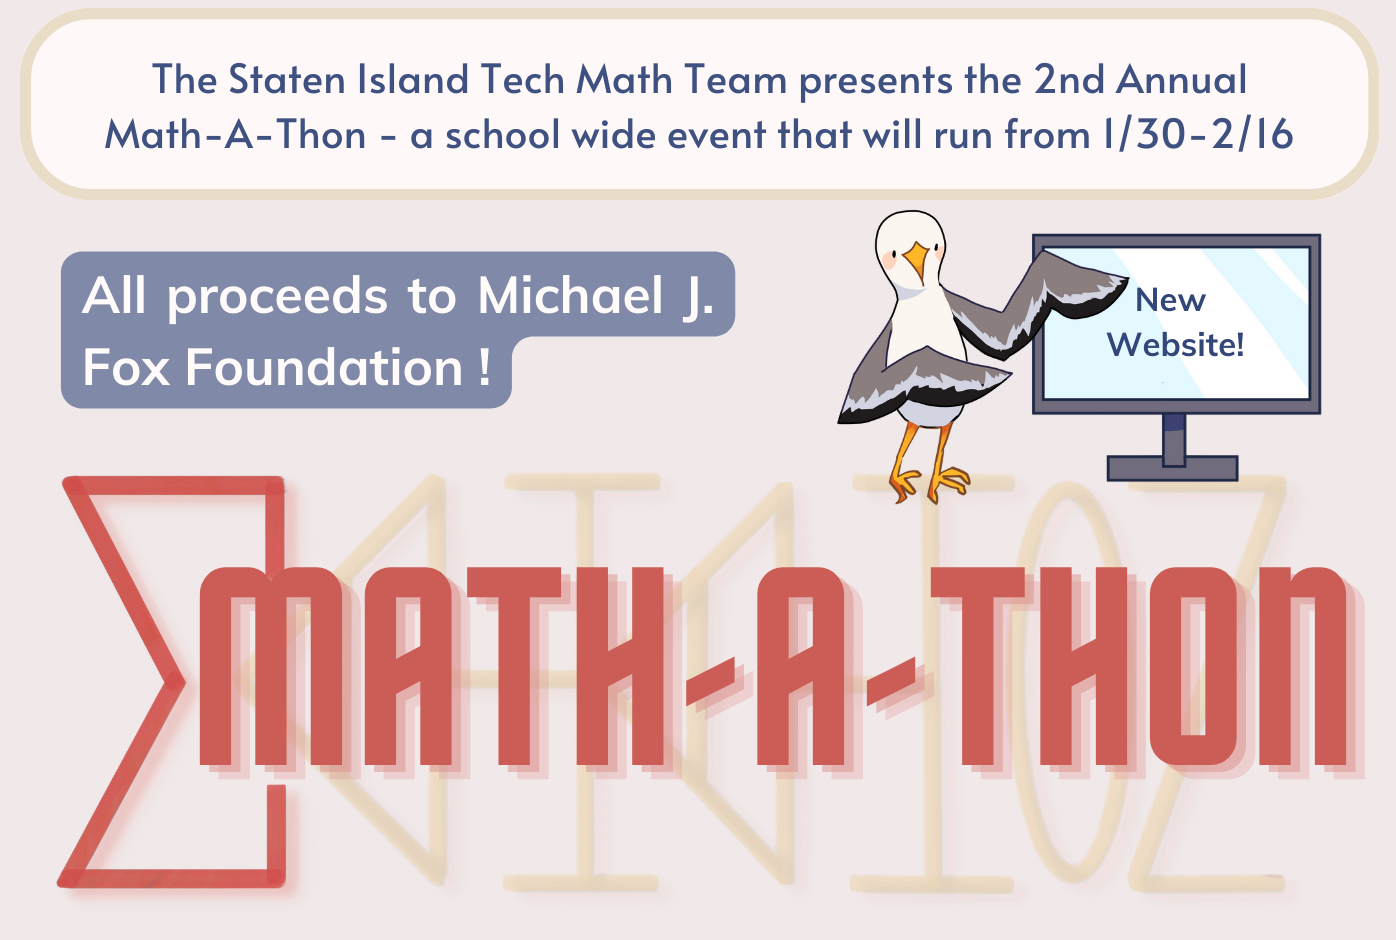 The Staten Island Tech Math Team presents the 2nd Annual
Math-A-Thon - a school wide event that will run from 1/30-2/16
All proceeds to Michael J.
Fox Foundation !
New
Website!
MATH-A-THON